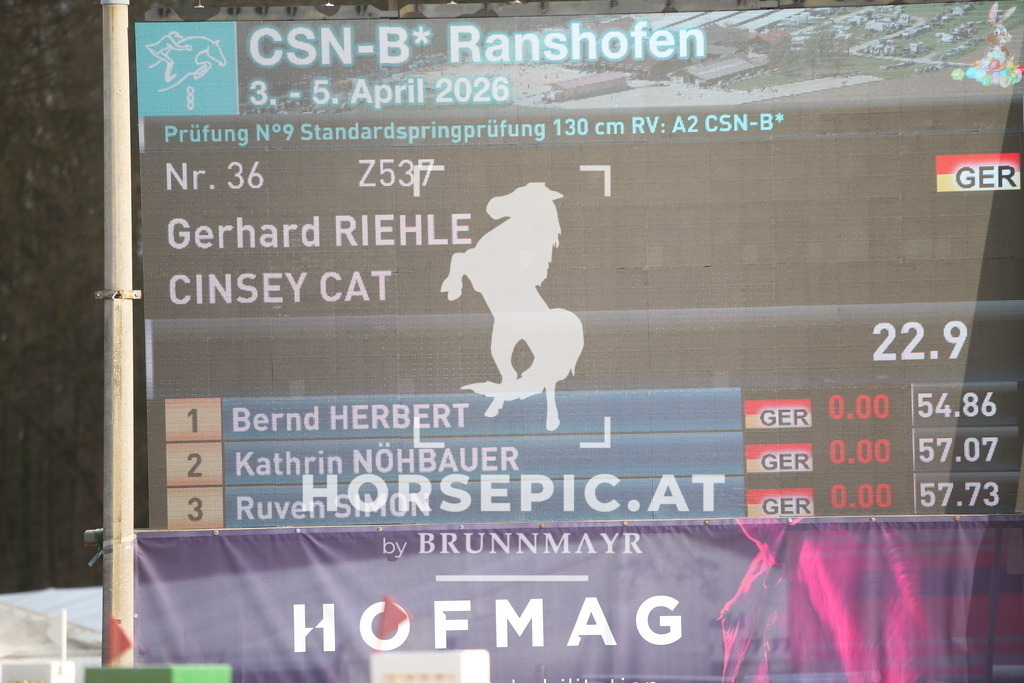 CSN-B* Ranshofen
3. - 5. April 2026
Prüfung Nº9 Standardspringprüfung 130 cm RV: A2 CSN-B*
Nr. 36 Z537 GER
Gerhard RIEHLE
CINSEY CAT
22.9
1 Bernd HERBERT GER 0.00 54.86
2 Kathrin NÖHBAUER GER 0.00 57.07
3 Ruven SIMON GER 0.00 57.73
HORSEPIC.AT
by BRUNNMAYR
HOFMAG